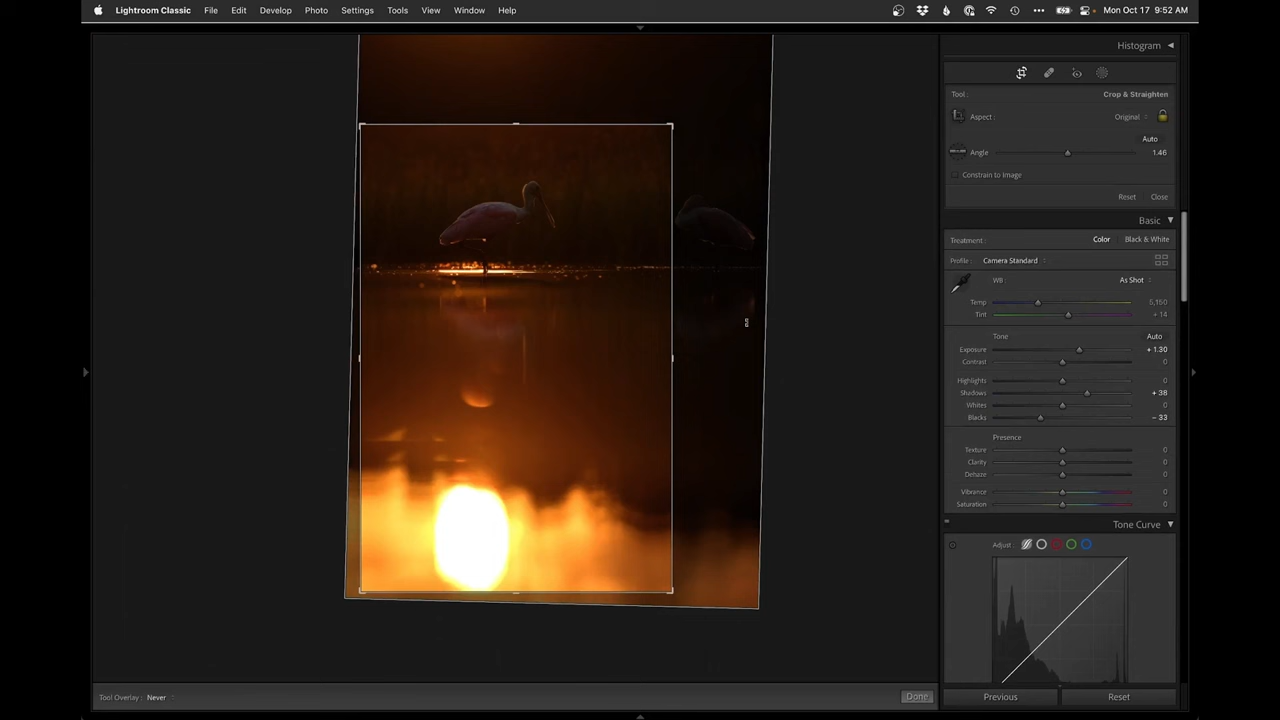 Lightroom Classic File Edit Develop Photo Settings Tools View Window Help Mon Oct 17 9:52 AM
Histogram
Tool : Crop & Straighten
Aspect : Original
Auto
Angle 1.46
Constrain to image
Reset Close
Basic
Treatment : Color Black & White
Profile : Camera Standard
WB : As Shot
Temp 5,150
Tint + 14
Tone Auto
Exposure + 1.30
Contrast 0
Highlights 0
Shadows + 38
Whites 0
Blacks - 33
Presence
Texture 0
Clarity 0
Dehaze 0
Vibrance 0
Saturation 0
Tone Curve
Adjust :
Tool Overlay : Never Done Previous Reset